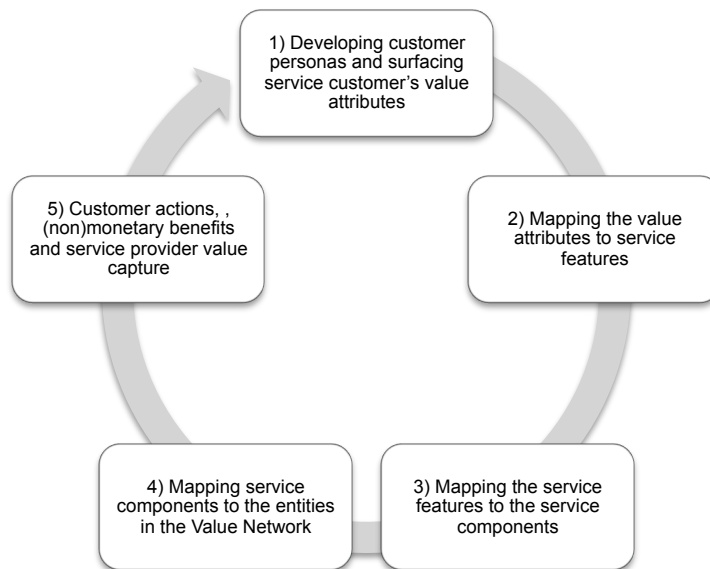 1) Developing customer
personas and surfacing
service customer’s value
attributes
2) Mapping the value
attributes to service
features
3) Mapping the service
features to the service
components
4) Mapping service
components to the entities
in the Value Network
5) Customer actions, ,
(non)monetary benefits
and service provider value
capture